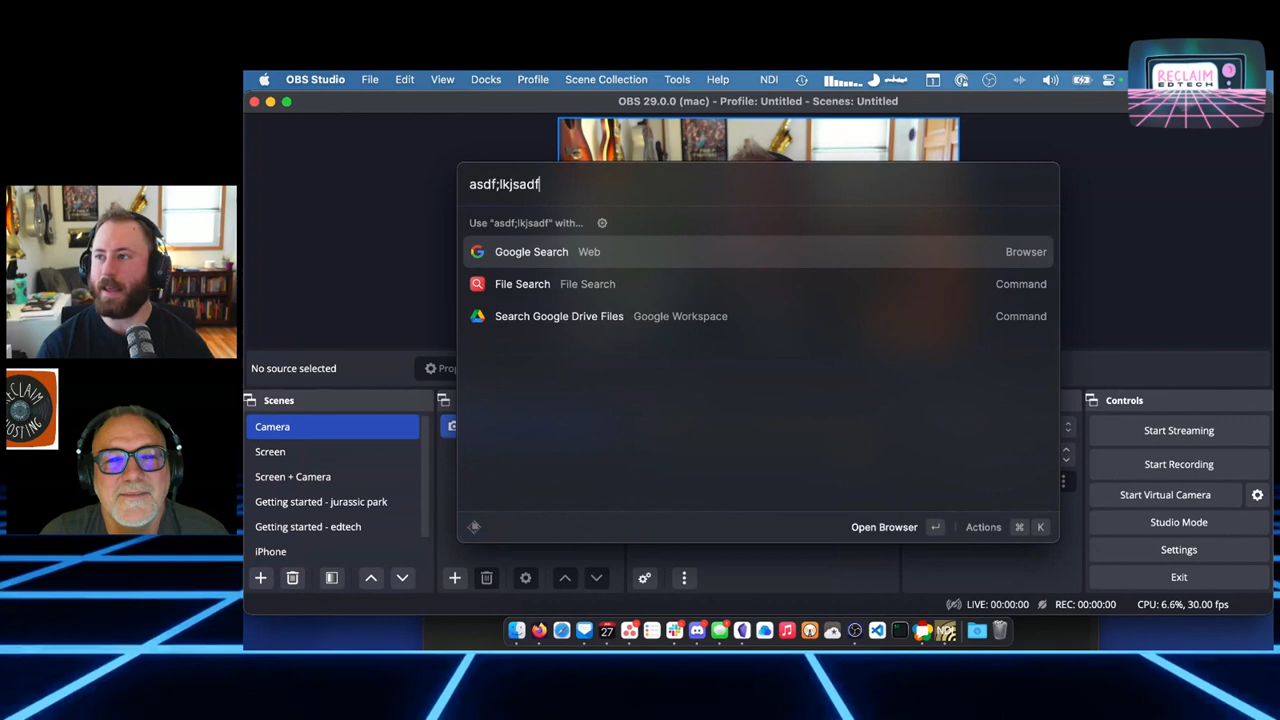 OBS Studio File Edit View Docks Profile Scene Collection Tools Help NDI
RECLAIM
EDTECH
OBS 29.0.0 (mac) - Profile: Untitled - Scenes: Untitled
asdf;lkjsadf
Use "asdf;lkjsadf" with...
Google Search Web Browser
File Search File Search Command
Search Google Drive Files Google Workspace Command
No source selected
Prop
Scenes
Controls
Camera
Start Streaming
Screen
Start Recording
Screen + Camera
Start Virtual Camera
Getting started - jurassic park
Studio Mode
Getting started - edtech
Open Browser ↵ Actions ⌘ K
iPhone
Settings
Exit
LIVE: 00:00:00 REC: 00:00:00 CPU: 6.6%, 30.00 fps
27
RECLAIM
HOSTING